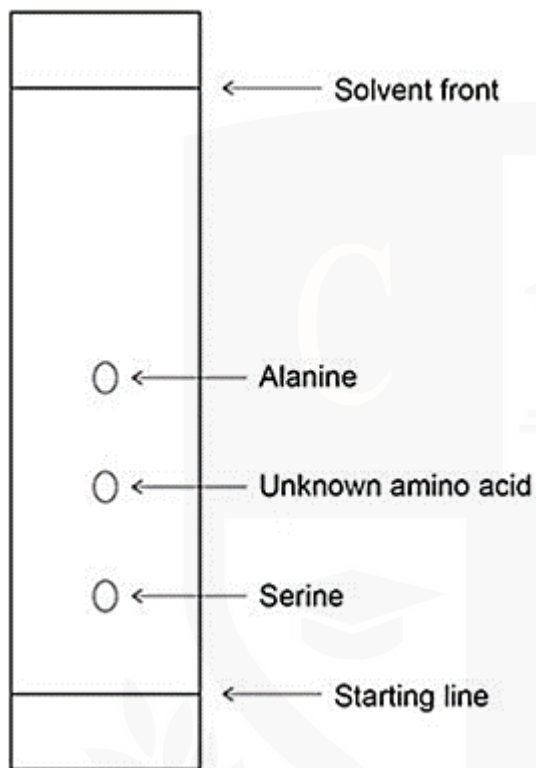 Solvent front
Alanine
Unknown amino acid
Serine
Starting line
C